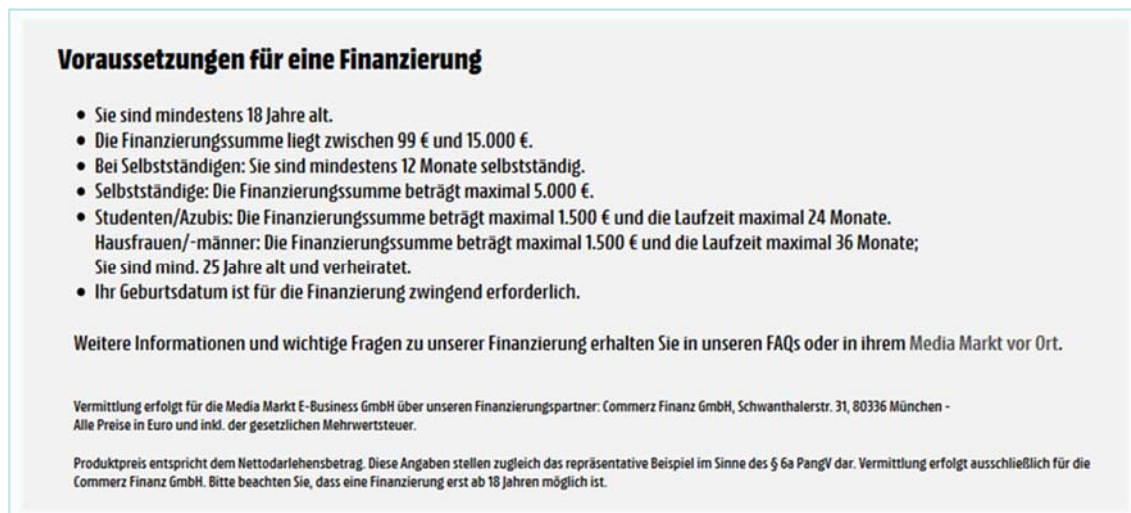 Voraussetzungen für eine Finanzierung
• Sie sind mindestens 18 Jahre alt.
• Die Finanzierungssumme liegt zwischen 99 € und 15.000 €.
• Bei Selbstständigen: Sie sind mindestens 12 Monate selbstständig.
• Selbstständige: Die Finanzierungssumme beträgt maximal 5.000 €.
• Studenten/Azubis: Die Finanzierungssumme beträgt maximal 1.500 € und die Laufzeit maximal 24 Monate.
Hausfrauen/-männer: Die Finanzierungssumme beträgt maximal 1.500 € und die Laufzeit maximal 36 Monate;
Sie sind mind. 25 Jahre alt und verheiratet.
• Ihr Geburtsdatum ist für die Finanzierung zwingend erforderlich.
Weitere Informationen und wichtige Fragen zu unserer Finanzierung erhalten Sie in unseren FAQs oder in ihrem Media Markt vor Ort.
Vermittlung erfolgt für die Media Markt E-Business GmbH über unseren Finanzierungspartner: Commerz Finanz GmbH, Schwanthalerstr. 31, 80336 München -
Alle Preise in Euro und inkl. der gesetzlichen Mehrwertsteuer.
Produktpreis entspricht dem Nettodarlehensbetrag. Diese Angaben stellen zugleich das repräsentative Beispiel im Sinne des § 6a PangV dar. Vermittlung erfolgt ausschließlich für die
Commerz Finanz GmbH. Bitte beachten Sie, dass eine Finanzierung erst ab 18 Jahren möglich ist.